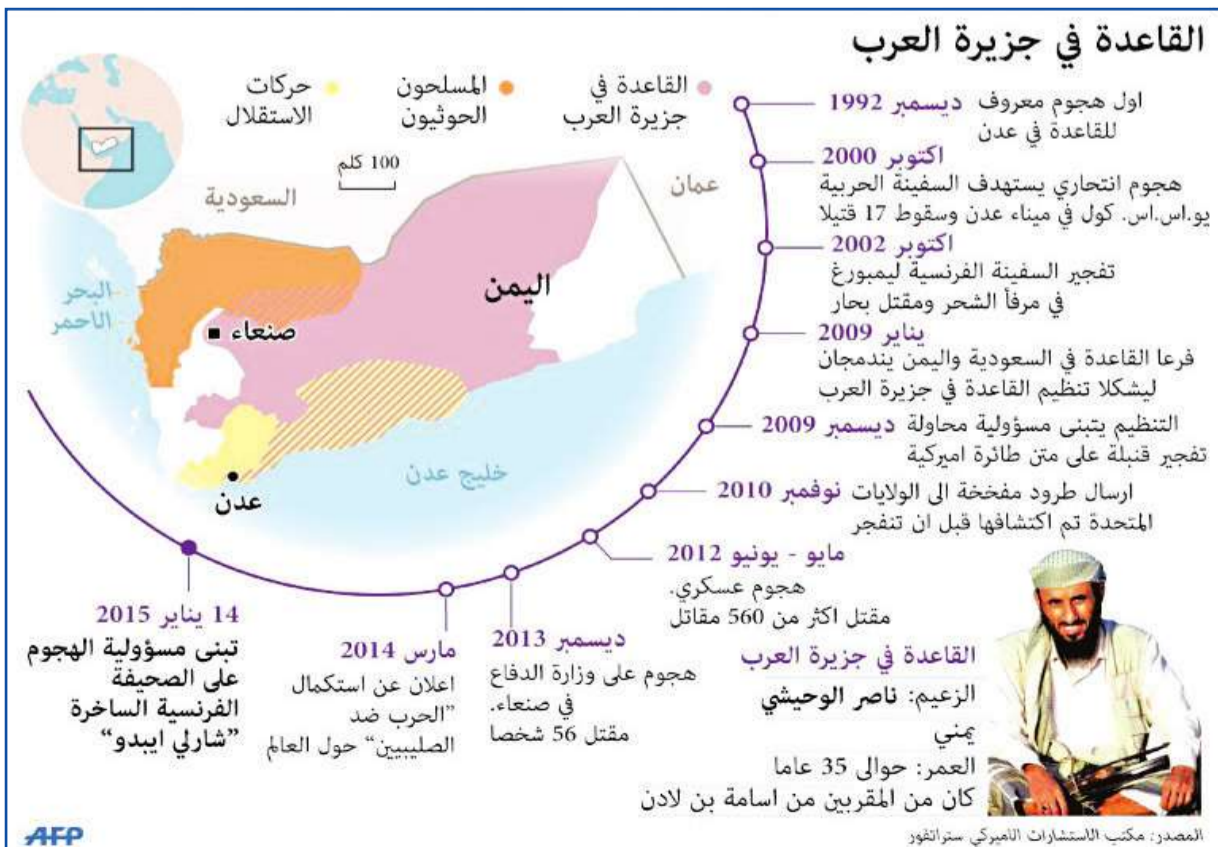 القاعدة في جزيرة العرب
القاعدة في
جزيرة العرب
المسلحون
الحوثيون
حركات
الاستقلال
100 كلم
السعودية
عمان
اليمن
البحر
الاحمر
صنعاء
خليج عدن
عدن
ديسمبر 1992 اول هجوم معروف
للقاعدة في عدن
اكتوبر 2000
هجوم انتحاري يستهدف السفينة الحربية
يو.اس.اس. كول في ميناء عدن وسقوط 17 قتيلا
اكتوبر 2002
تفجير السفينة الفرنسية ليمبورغ
في مرفأ الشحر ومقتل بحار
يناير 2009
فرعا القاعدة في السعودية واليمن يندمجان
ليشكلا تنظيم القاعدة في جزيرة العرب
ديسمبر 2009 التنظيم يتبنى مسؤولية محاولة
تفجير قنبلة على متن طائرة اميركية
نوفمبر 2010 ارسال طرود مفخخة الى الولايات
المتحدة تم اكتشافها قبل ان تنفجر
مايو - يونيو 2012
هجوم عسكري.
مقتل اكثر من 560 مقاتل
ديسمبر 2013
هجوم على وزارة الدفاع
في صنعاء.
مقتل 56 شخصا
مارس 2014
اعلان عن استكمال
”الحرب ضد
الصليبيين“ حول العالم
14 يناير 2015
تبنى مسؤولية الهجوم
على الصحيفة
الفرنسية الساخرة
”شارلي ايبدو“
القاعدة في جزيرة العرب
الزعيم: ناصر الوحيشي
يمني
العمر: حوالى 35 عاما
كان من المقربين من اسامة بن لادن
المصدر: مكتب الاستشارات الاميركي ستراتفور
AFP